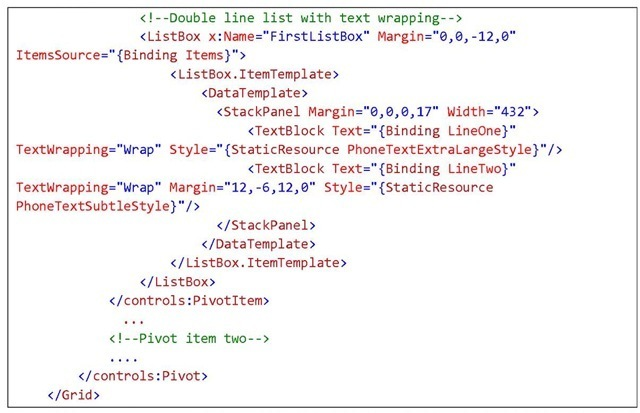 <!--Double line list with text wrapping-->
<ListBox x:Name="FirstListBox" Margin="0,0,-12,0"
ItemsSource="{Binding Items}">
<ListBox.ItemTemplate>
<DataTemplate>
<StackPanel Margin="0,0,0,17" Width="432">
<TextBlock Text="{Binding LineOne}"
TextWrapping="Wrap" Style="{StaticResource PhoneTextExtraLargeStyle}"/>
<TextBlock Text="{Binding LineTwo}"
TextWrapping="Wrap" Margin="12,-6,12,0" Style="{StaticResource
PhoneTextSubtleStyle}"/>
</StackPanel>
</DataTemplate>
</ListBox.ItemTemplate>
</ListBox>
</controls:PivotItem>
...
<!--Pivot item two-->
....
</controls:Pivot>
</Grid>